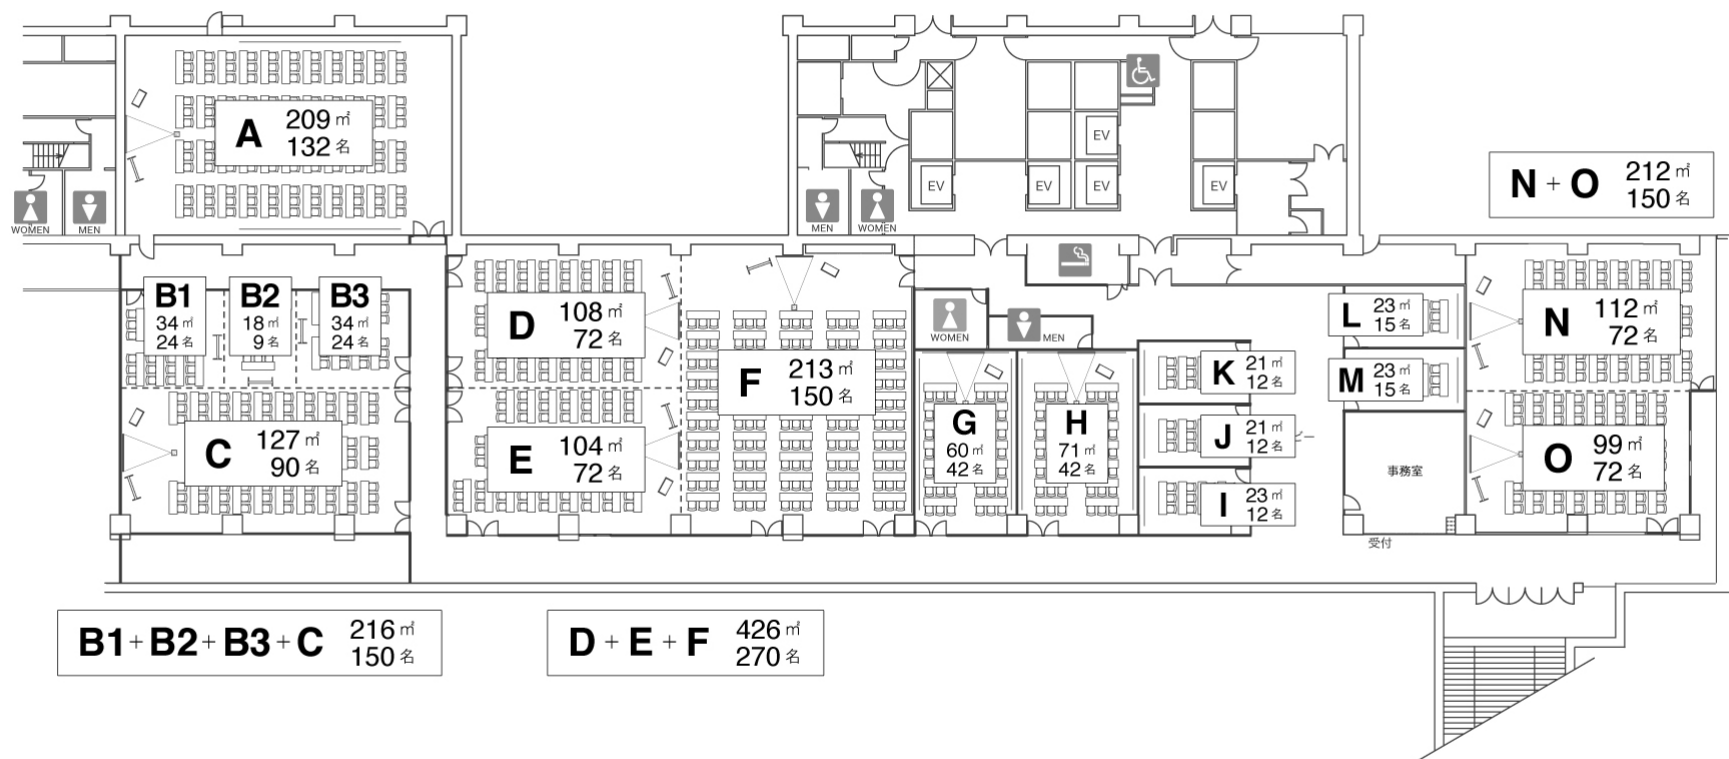 A 209㎡
132名
EV
EV
EV
EV
EV
N + O 212㎡
150名
WOMEN
MEN
MEN
WOMEN
B1
34㎡
24名
B2
18㎡
9名
B3
34㎡
24名
D 108㎡
72名
F 213㎡
150名
WOMEN
MEN
L 23㎡
15名
N 112㎡
72名
K 21㎡
12名
M 23㎡
15名
C 127㎡
90名
E 104㎡
72名
G
60㎡
42名
H
71㎡
42名
J 21㎡
12名
O 99㎡
72名
事務室
I 23㎡
12名
受付
B1+B2+B3+C 216㎡
150名
D + E + F 426㎡
270名